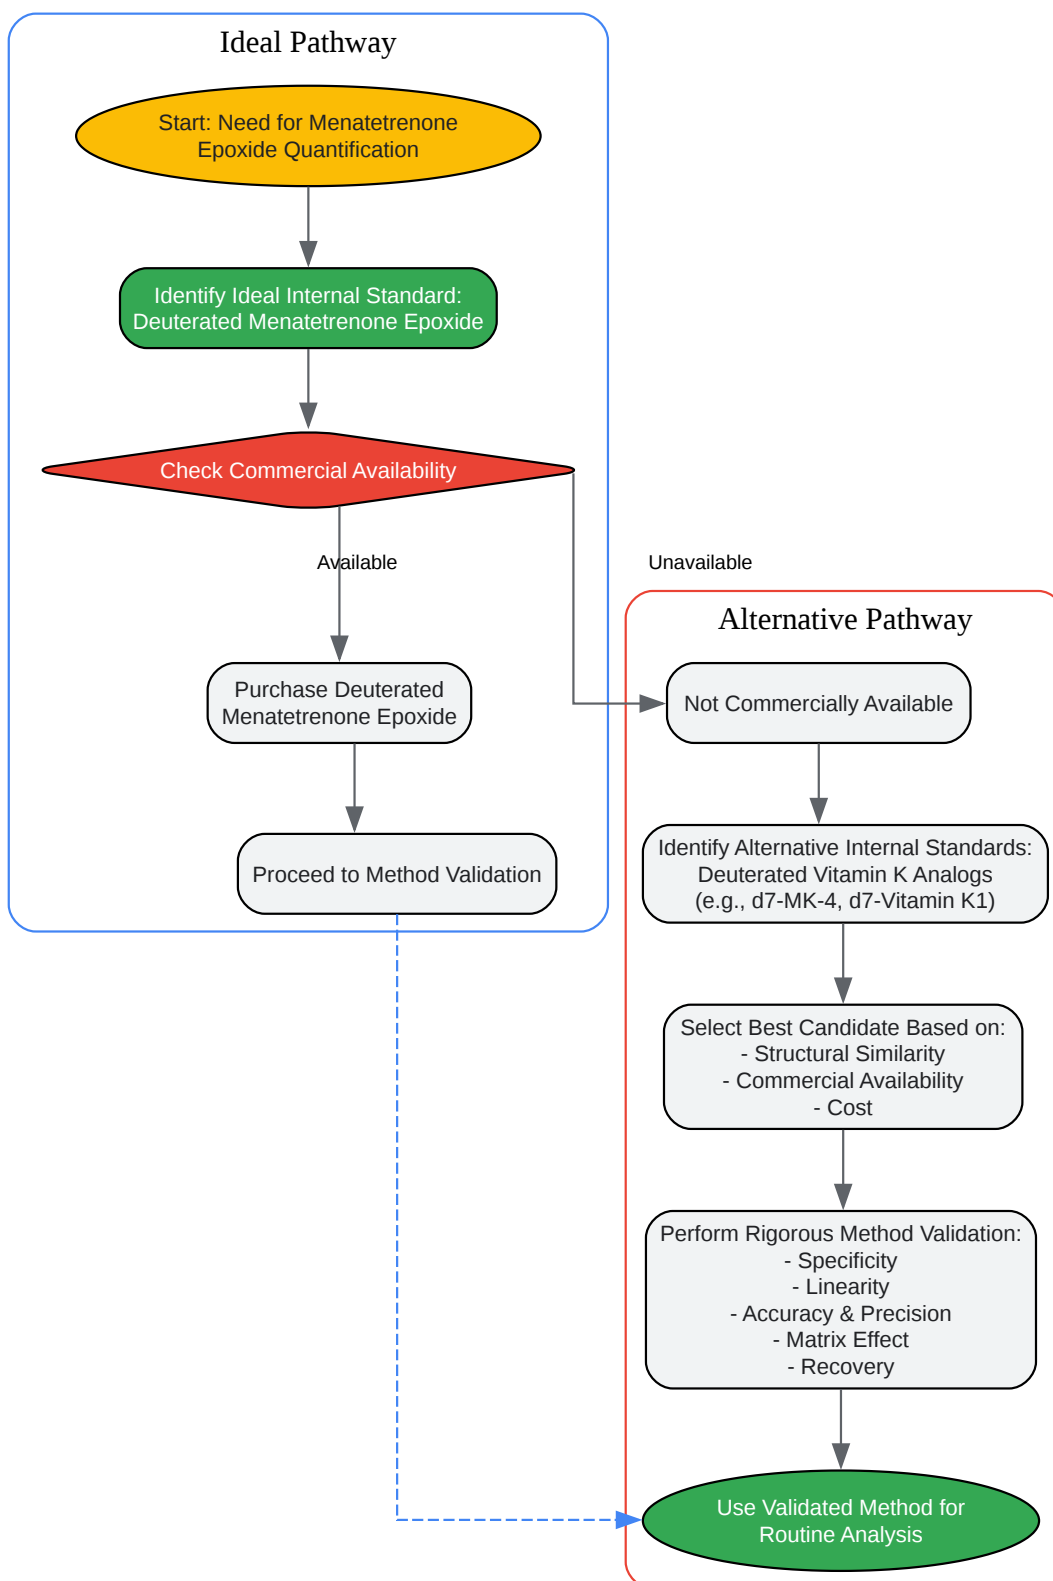 Ideal Pathway
Start: Need for Menatetrenone
Epoxide Quantification
Identify Ideal Internal Standard:
Deuterated Menatetrenone Epoxide
Check Commercial Availability
Available
Unavailable
Purchase Deuterated
Menatetrenone Epoxide
Proceed to Method Validation
Alternative Pathway
Not Commercially Available
Identify Alternative Internal Standards:
Deuterated Vitamin K Analogs
(e.g., d7-MK-4, d7-Vitamin K1)
Select Best Candidate Based on:
- Structural Similarity
- Commercial Availability
- Cost
Perform Rigorous Method Validation:
- Specificity
- Linearity
- Accuracy & Precision
- Matrix Effect
- Recovery
Use Validated Method for
Routine Analysis